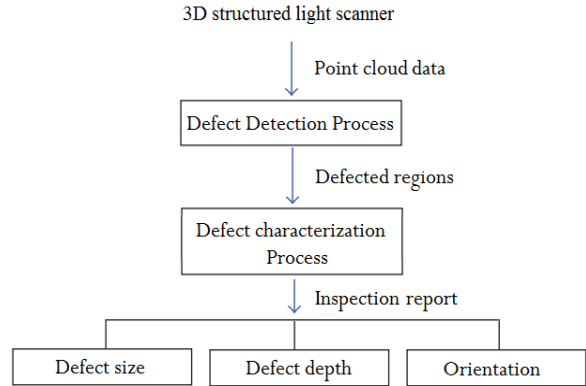 3D structured light scanner
Point cloud data
Defect Detection Process
Defected regions
Defect characterization
Process
Inspection report
Defect size
Defect depth
Orientation